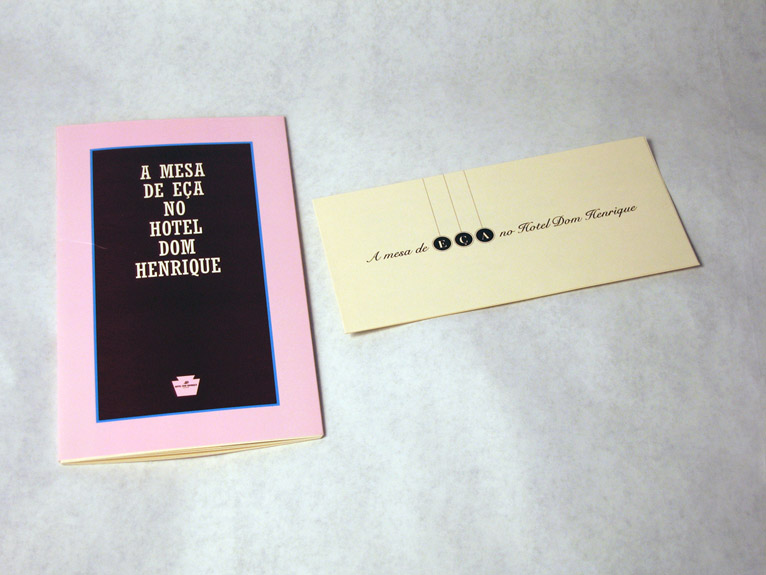 A MESA
DE EÇA
NO
HOTEL
DOM
HENRIQUE
A mesa de EÇA no Hotel Dom Henrique